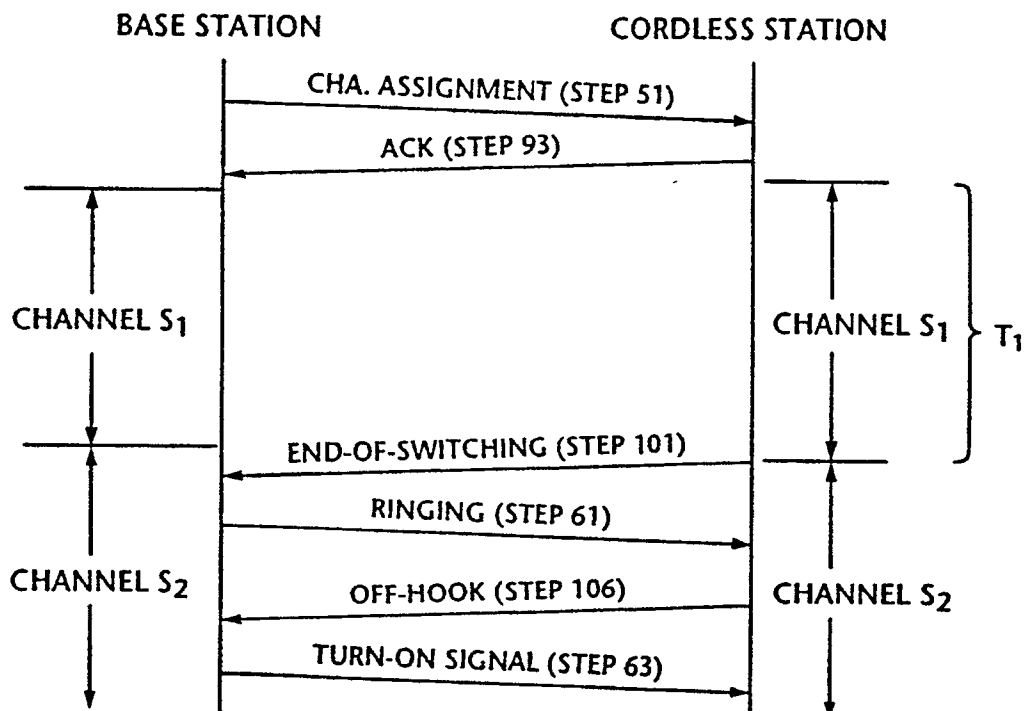 BASE STATION
CORDLESS STATION
CHA. ASSIGNMENT (STEP 51)
ACK (STEP 93)
CHANNEL S1
CHANNEL S1
T1
END-OF-SWITCHING (STEP 101)
RINGING (STEP 61)
CHANNEL S2
OFF-HOOK (STEP 106)
CHANNEL S2
TURN-ON SIGNAL (STEP 63)